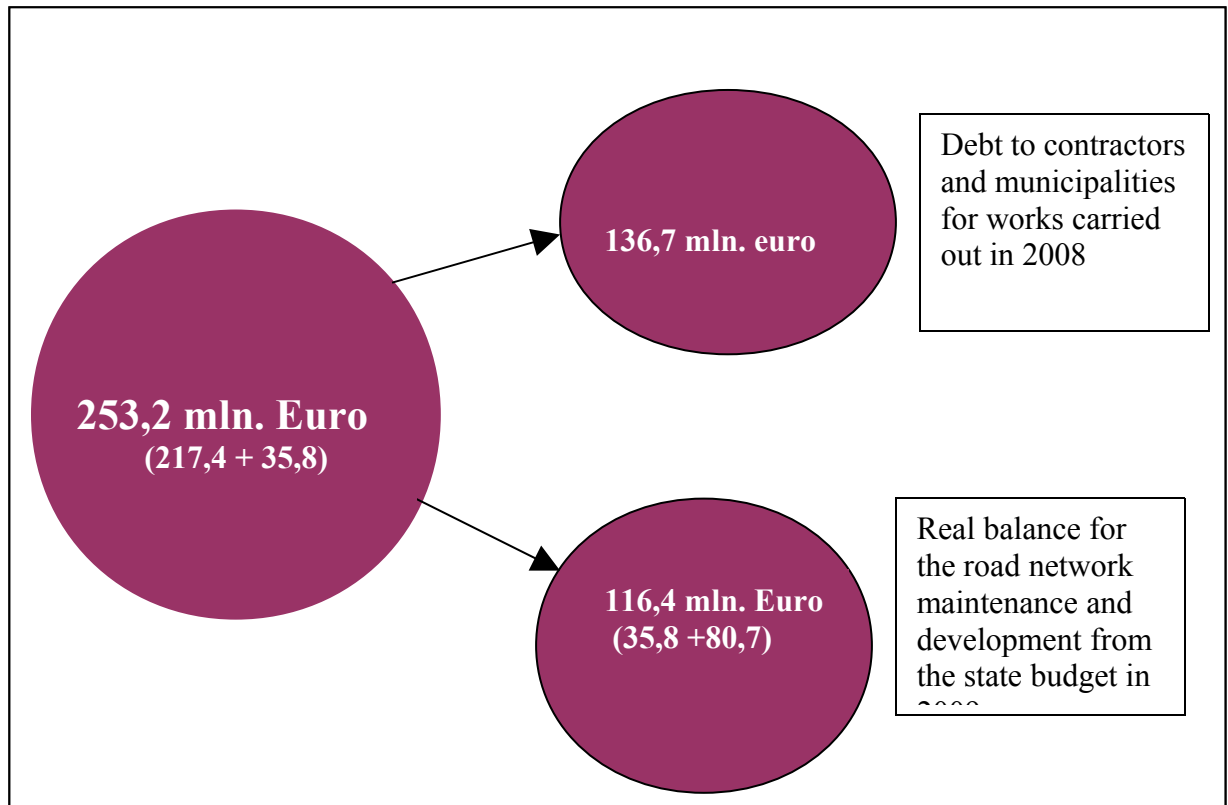 253,2 mln. Euro
(217,4 + 35,8)
136,7 mln. euro
Debt to contractors
and municipalities
for works carried
out in 2008
116,4 mln. Euro
(35,8 +80,7)
Real balance for
the road network
maintenance and
development from
the state budget in